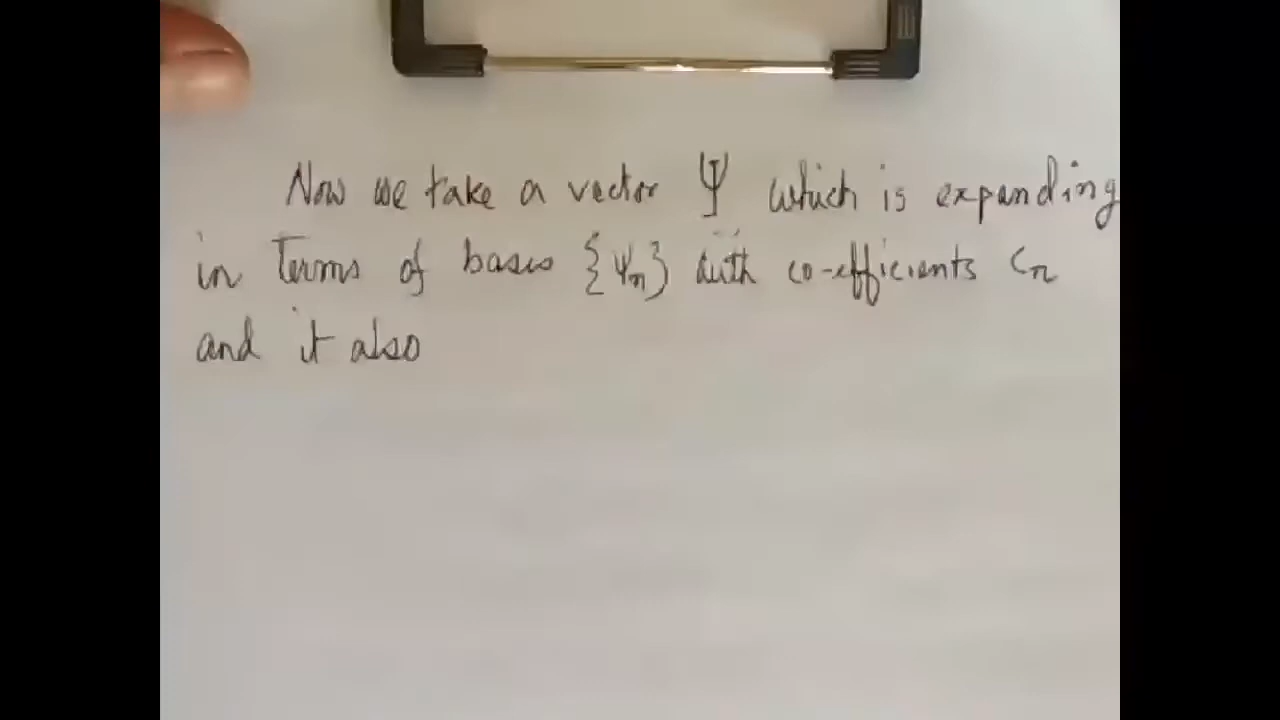 Now we take a vector Ψ which is expanding
in terms of basis {ψn} with co-efficients cn
and it also